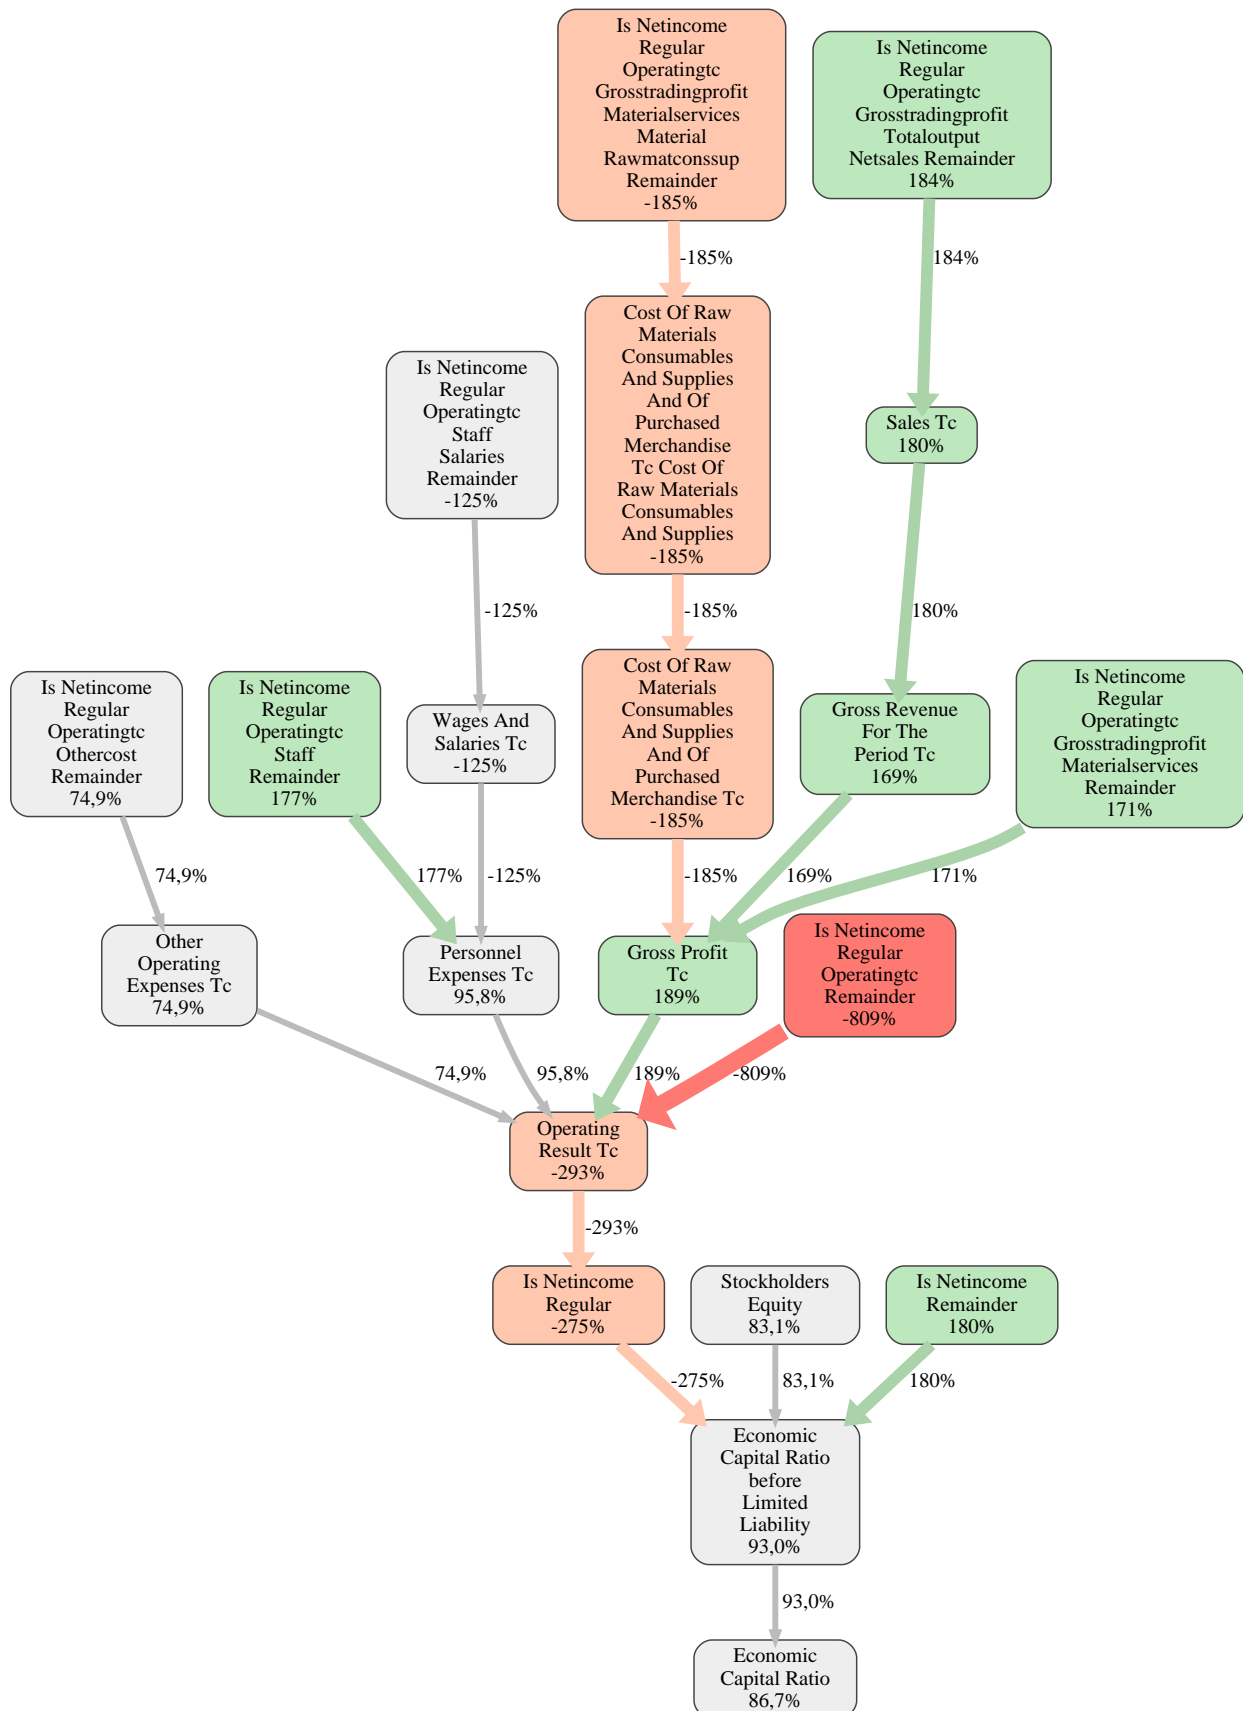 Is Netincome
Regular
Operatingtc
Grosstradingprofit
Materialservices
Material
Rawmatconssup
Remainder
-185%
Is Netincome
Regular
Operatingtc
Grosstradingprofit
Totaloutput
Netsales Remainder
184%
-185%
184%
Cost Of Raw
Materials
Consumables
And Supplies
And Of
Purchased
Merchandise
Tc Cost Of
Raw Materials
Consumables
And Supplies
-185%
Is Netincome
Regular
Operatingtc
Staff
Salaries
Remainder
-125%
Sales Tc
180%
-125%
-185%
180%
Is Netincome
Regular
Operatingtc
Othercost
Remainder
74,9%
Is Netincome
Regular
Operatingtc
Staff
Remainder
177%
Wages And
Salaries Tc
-125%
Cost Of Raw
Materials
Consumables
And Supplies
And Of
Purchased
Merchandise Tc
-185%
Gross Revenue
For The
Period Tc
169%
Is Netincome
Regular
Operatingtc
Grosstradingprofit
Materialservices
Remainder
171%
74,9%
177%
-125%
-185%
169%
171%
Other
Operating
Expenses Tc
74,9%
Personnel
Expenses Tc
95,8%
Gross Profit
Tc
189%
Is Netincome
Regular
Operatingtc
Remainder
-809%
74,9%
95,8%
189%
-809%
Operating
Result Tc
-293%
-293%
Is Netincome
Regular
-275%
Stockholders
Equity
83,1%
Is Netincome
Remainder
180%
-275%
83,1%
180%
Economic
Capital Ratio
before
Limited
Liability
93,0%
93,0%
Economic
Capital Ratio
86,7%